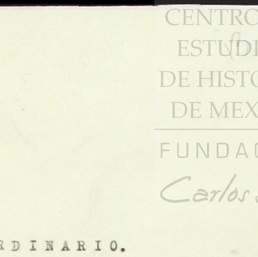 CENTRO
ESTUDI
DE HISTO
DE MEX
FUNDAC
Carlos S
RDINARIO.